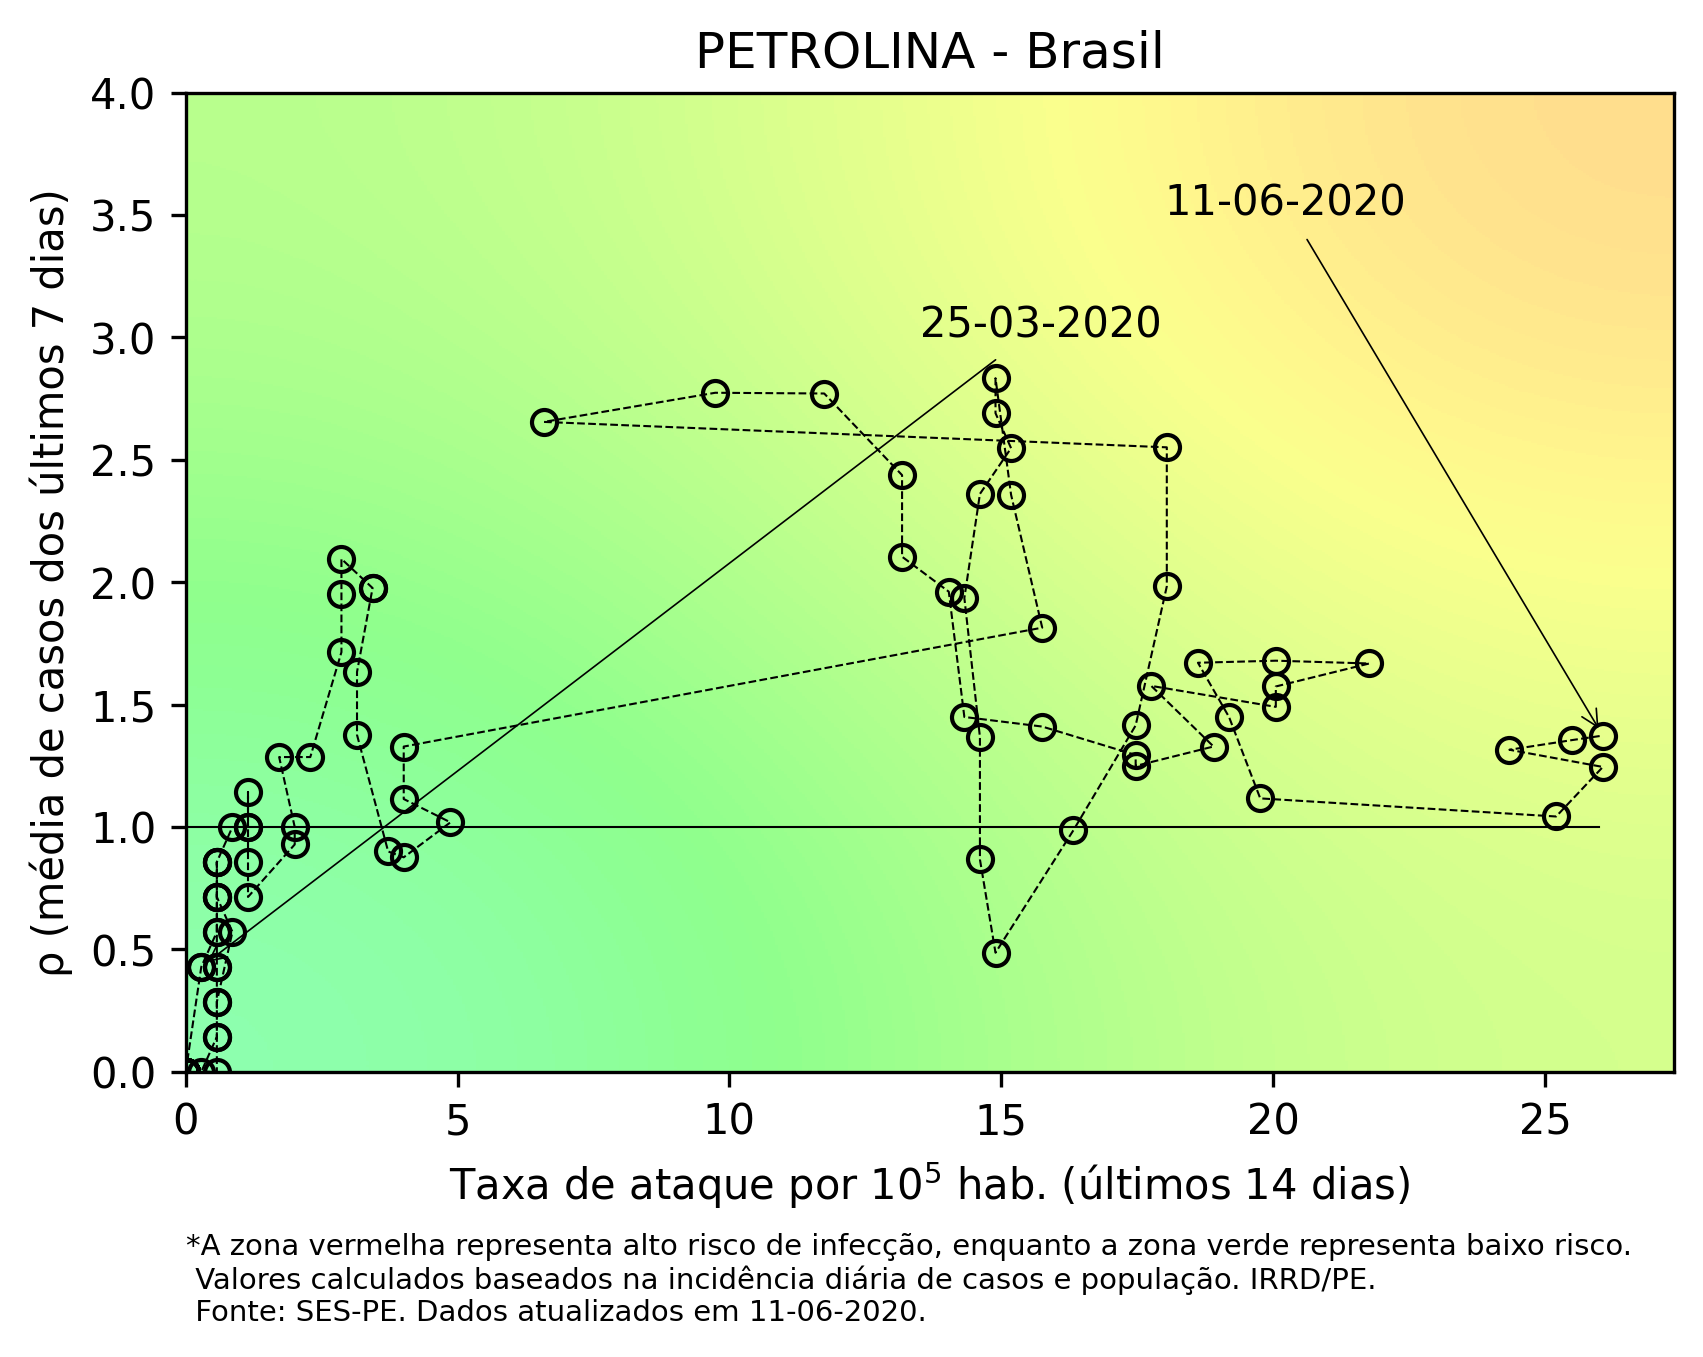 PETROLINA - Brasil
4.0
3.5
3.0
2.5
2.0
1.5
1.0
0.5
0.0
ρ (média de casos dos últimos 7 dias)
11-06-2020
25-03-2020
0 5 10 15 20 25
Taxa de ataque por 10⁵ hab. (últimos 14 dias)
*A zona vermelha representa alto risco de infecção, enquanto a zona verde representa baixo risco.
Valores calculados baseados na incidência diária de casos e população. IRRD/PE.
Fonte: SES-PE. Dados atualizados em 11-06-2020.